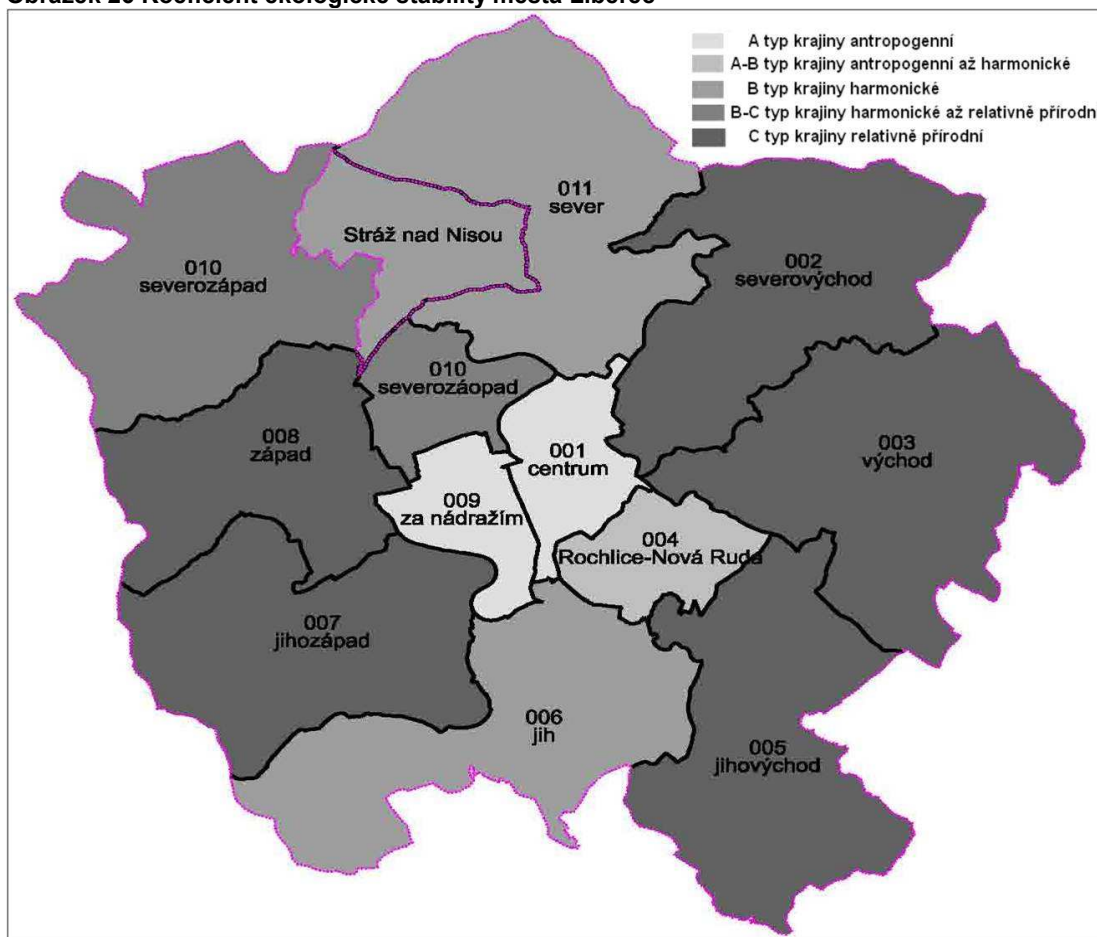 Obrázek 20 Koeficient ekologické stability města Liberec
A typ krajiny antropogenní
A-B typ krajiny antropogenní až harmonické
B typ krajiny harmonické
B-C typ krajiny harmonické až relativně přírodní
C typ krajiny relativně přírodní
011
sever
Stráž nad Nisou
002
severovýchod
010
severozápad
010
severozáopad
008
západ
001
centrum
003
východ
009
za nádražím
004
Rochlice-Nová Ruda
007
jihozápad
006
jih
005
jihovýchod